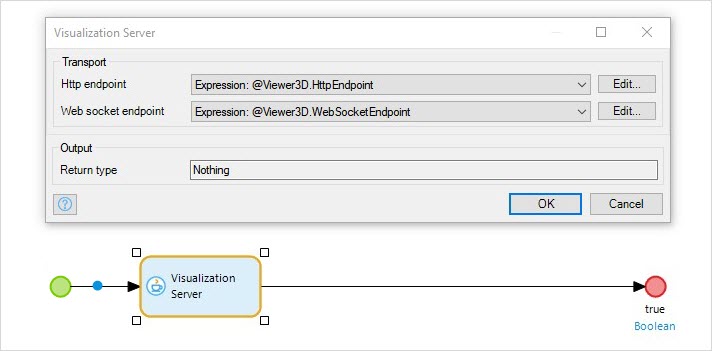 Visualization Server
Transport
Http endpoint Expression: @Viewer3D.HttpEndpoint Edit...
Web socket endpoint Expression: @Viewer3D.WebSocketEndpoint Edit...
Output
Return type Nothing
? OK Cancel
Visualization
Server
true
Boolean